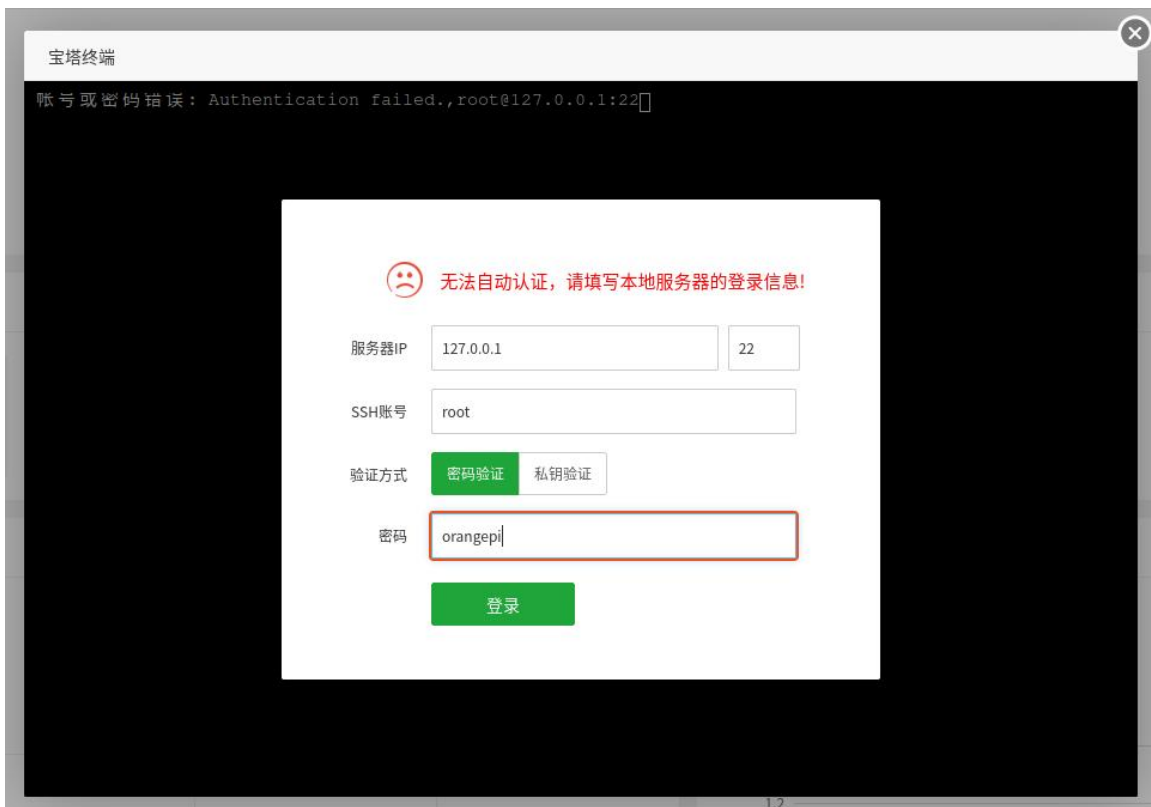 宝塔终端
帐号或密码错误: Authentication failed.,root@127.0.0.1:22
无法自动认证，请填写本地服务器的登录信息!
服务器IP 127.0.0.1 22
SSH账号 root
验证方式 密码验证 私钥验证
密码 orangepi
登录
1.2